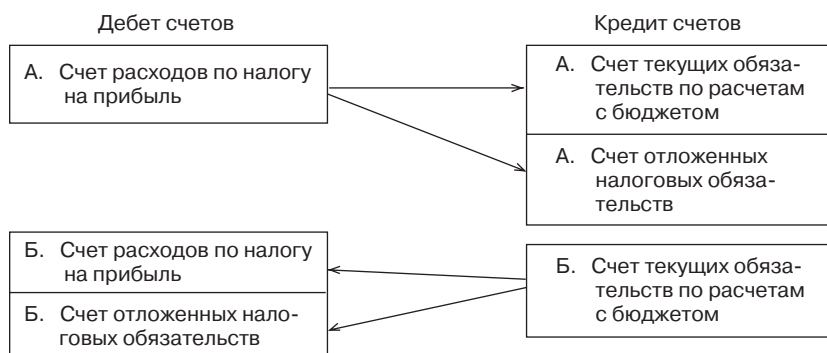 Дебет счетов
Кредит счетов
А. Счет расходов по налогу
на прибыль
А. Счет текущих обяза-
тельств по расчетам
с бюджетом
А. Счет отложенных
налоговых обяза-
тельств
Б. Счет расходов по налогу
на прибыль
Б. Счет отложенных нало-
говых обязательств
Б. Счет текущих обяза-
тельств по расчетам
с бюджетом